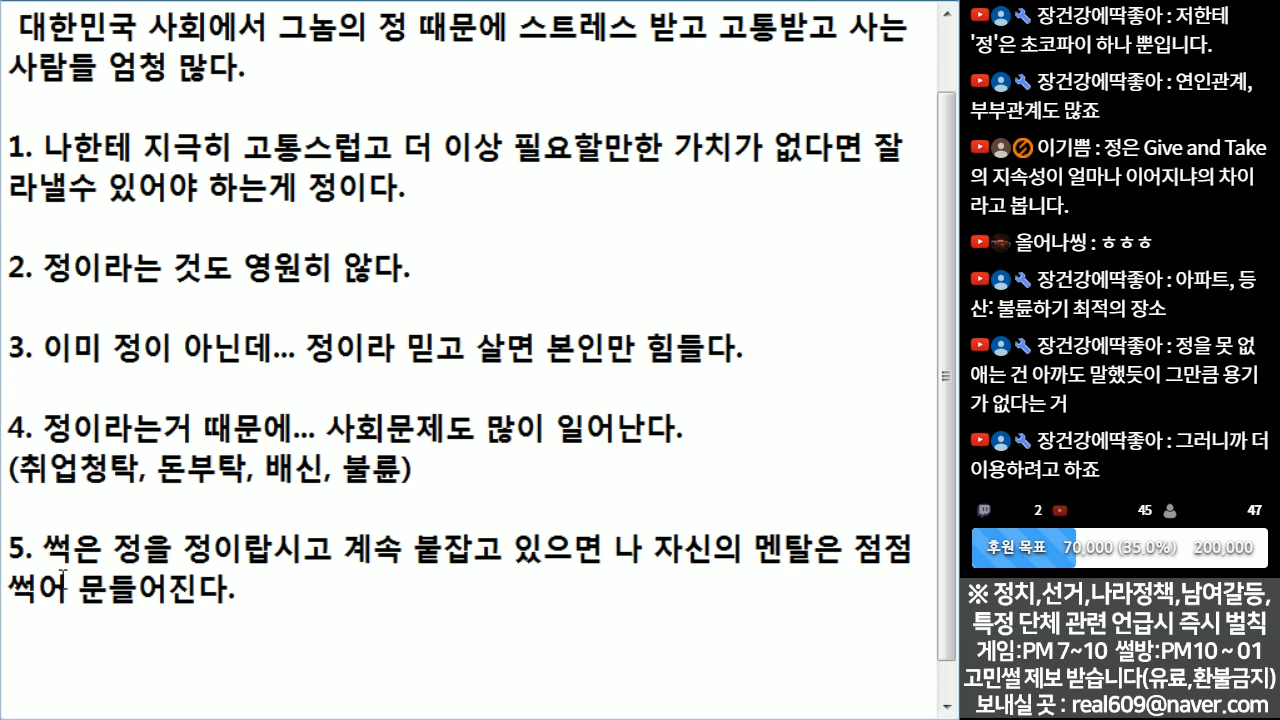 대한민국 사회에서 그놈의 정 때문에 스트레스 받고 고통받고 사는
사람들 엄청 많다.
1. 나한테 지극히 고통스럽고 더 이상 필요할만한 가치가 없다면 잘
라낼수 있어야 하는게 정이다.
2. 정이라는 것도 영원히 않다.
3. 이미 정이 아닌데... 정이라 믿고 살면 본인만 힘들다.
4. 정이라는거 때문에... 사회문제도 많이 일어난다.
(취업청탁, 돈부탁, 배신, 불륜)
5. 썩은 정을 정이랍시고 계속 붙잡고 있으면 나 자신의 멘탈은 점점
썩어 문들어진다.
장건강에딱좋아 : 저한테
'정'은 초코파이 하나 뿐입니다.
장건강에딱좋아 : 연인관계,
부부관계도 많죠
이기쁨 : 정은 Give and Take
의 지속성이 얼마나 이어지냐의 차이
라고 봅니다.
올어나씽 : ㅎㅎㅎ
장건강에딱좋아 : 아파트, 등
산: 불륜하기 최적의 장소
장건강에딱좋아 : 정을 못 없
애는 건 아까도 말했듯이 그만큼 용기
가 없다는 거
장건강에딱좋아 : 그러니까 더
이용하려고 하죠
2 45 47
후원 목표 70,000 (35.0%) 200,000
※ 정치,선거,나라정책,남여갈등,
특정 단체 관련 언급시 즉시 벌칙
게임:PM 7~10 썰방:PM10 ~ 01
고민썰 제보 받습니다(유료,환불금지)
보내실 곳 : real609@naver.com